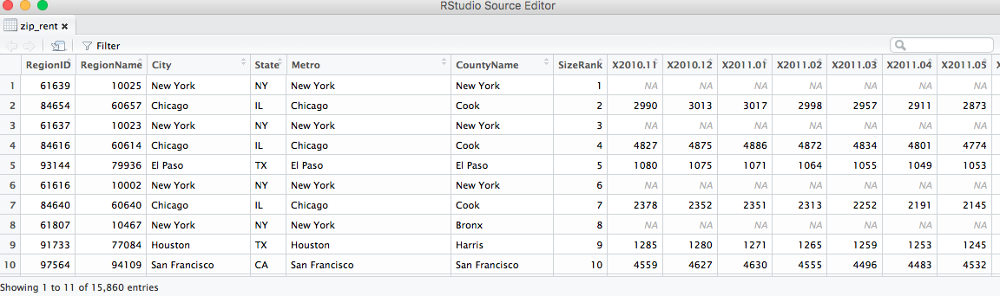 RStudio Source Editor
zip_rent
Filter
RegionID RegionName City State Metro CountyName SizeRank X2010.11 X2010.12 X2011.01 X2011.02 X2011.03 X2011.04 X2011.05
1 61639 10025 New York NY New York New York 1 NA NA NA NA NA NA NA
2 84654 60657 Chicago IL Chicago Cook 2 2990 3013 3017 2998 2957 2911 2873
3 61637 10023 New York NY New York New York 3 NA NA NA NA NA NA NA
4 84616 60614 Chicago IL Chicago Cook 4 4827 4875 4886 4872 4834 4801 4774
5 93144 79936 El Paso TX El Paso El Paso 5 1080 1075 1071 1064 1055 1049 1053
6 61616 10002 New York NY New York New York 6 NA NA NA NA NA NA NA
7 84640 60640 Chicago IL Chicago Cook 7 2378 2352 2351 2313 2252 2191 2145
8 61807 10467 New York NY New York Bronx 8 NA NA NA NA NA NA NA
9 91733 77084 Houston TX Houston Harris 9 1285 1280 1271 1265 1259 1253 1245
10 97564 94109 San Francisco CA San Francisco San Francisco 10 4559 4627 4630 4555 4496 4483 4532
Showing 1 to 11 of 15,860 entries